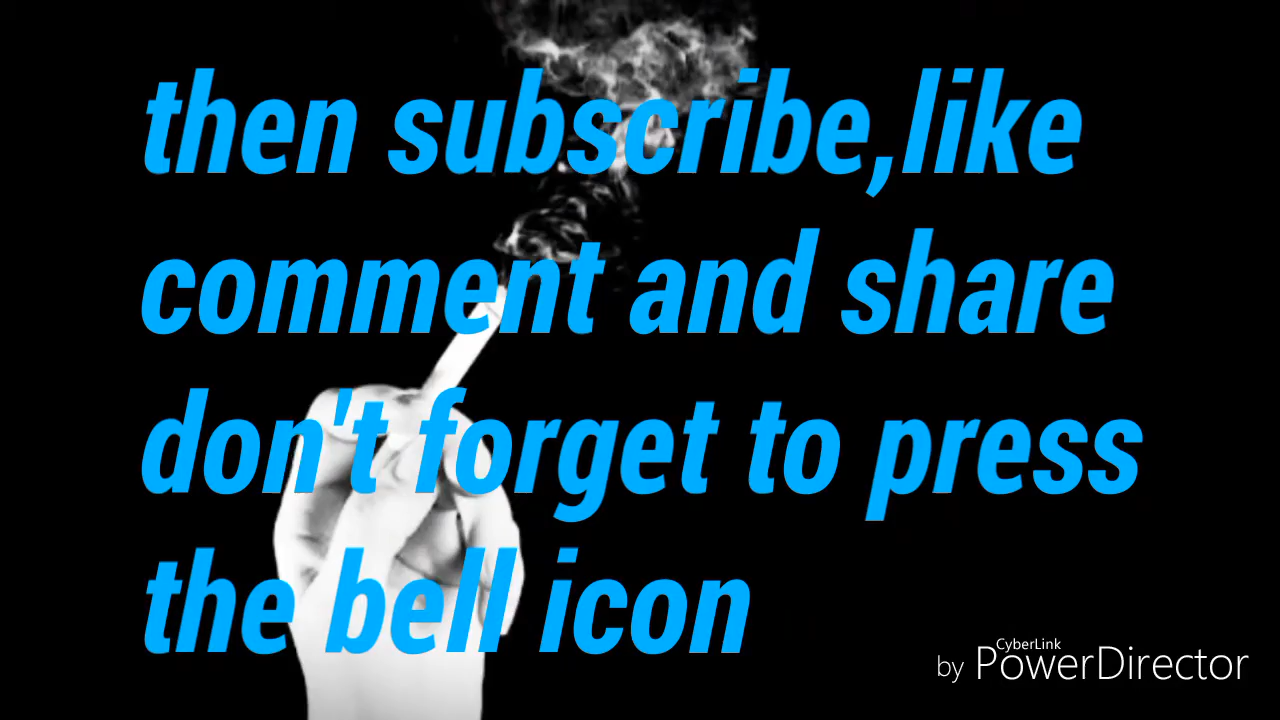 then subscribe,like
comment and share
don't forget to press
the bell icon
CyberLink
by PowerDirector